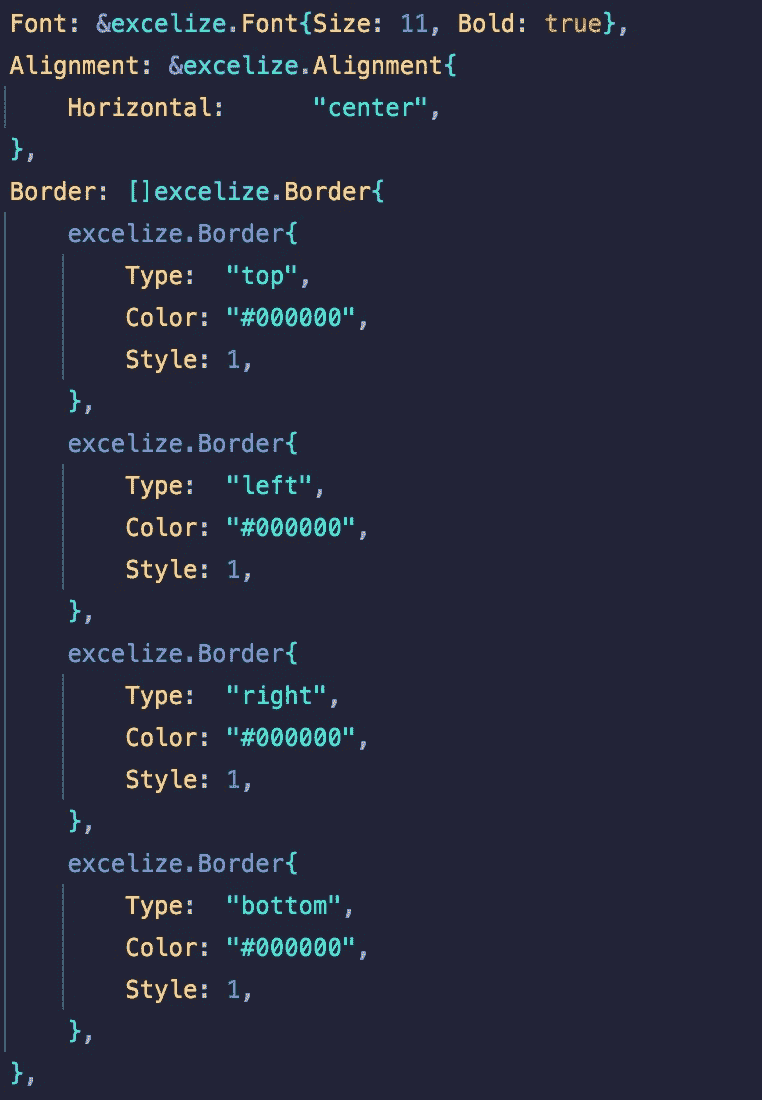 Font: &excelize.Font{Size: 11, Bold: true},
Alignment: &excelize.Alignment{
    Horizontal:      "center",
},
Border: []excelize.Border{
    excelize.Border{
        Type:  "top",
        Color: "#000000",
        Style: 1,
    },
    excelize.Border{
        Type:  "left",
        Color: "#000000",
        Style: 1,
    },
    excelize.Border{
        Type:  "right",
        Color: "#000000",
        Style: 1,
    },
    excelize.Border{
        Type:  "bottom",
        Color: "#000000",
        Style: 1,
    },
},